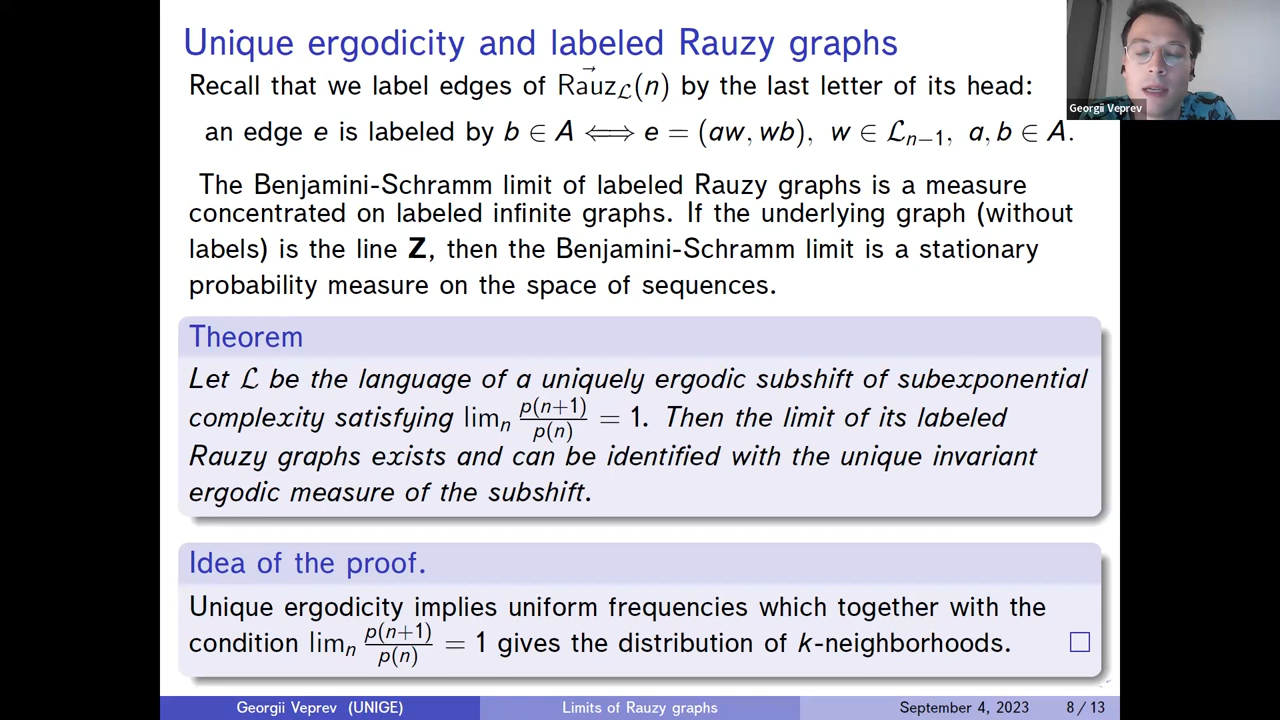 Unique ergodicity and labeled Rauzy graphs
Recall that we label edges of Rauz⃗_ℒ(n) by the last letter of its head:
an edge e is labeled by b ∈ A ⟺ e = (aw, wb), w ∈ ℒ_{n−1}, a, b ∈ A.
The Benjamini-Schramm limit of labeled Rauzy graphs is a measure
concentrated on labeled infinite graphs. If the underlying graph (without
labels) is the line Z, then the Benjamini-Schramm limit is a stationary
probability measure on the space of sequences.
Theorem
Let ℒ be the language of a uniquely ergodic subshift of subexponential
complexity satisfying lim_n p(n+1)/p(n) = 1. Then the limit of its labeled
Rauzy graphs exists and can be identified with the unique invariant
ergodic measure of the subshift.
Idea of the proof.
Unique ergodicity implies uniform frequencies which together with the
condition lim_n p(n+1)/p(n) = 1 gives the distribution of k-neighborhoods. □
Georgii Veprev (UNIGE) Limits of Rauzy graphs September 4, 2023 8 / 13
Georgii Veprev